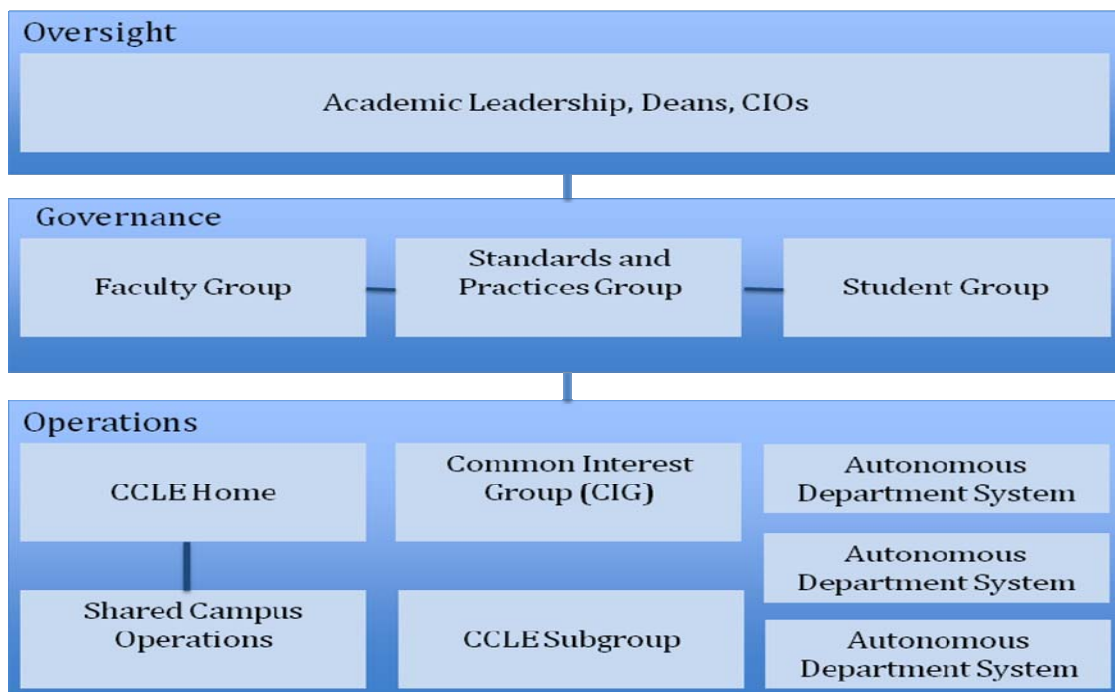 Oversight
Academic Leadership, Deans, CIOs
Governance
Faculty Group
Standards and
Practices Group
Student Group
Operations
CCLE Home
Common Interest
Group (CIG)
Autonomous
Department System
Autonomous
Department System
Shared Campus
Operations
CCLE Subgroup
Autonomous
Department System